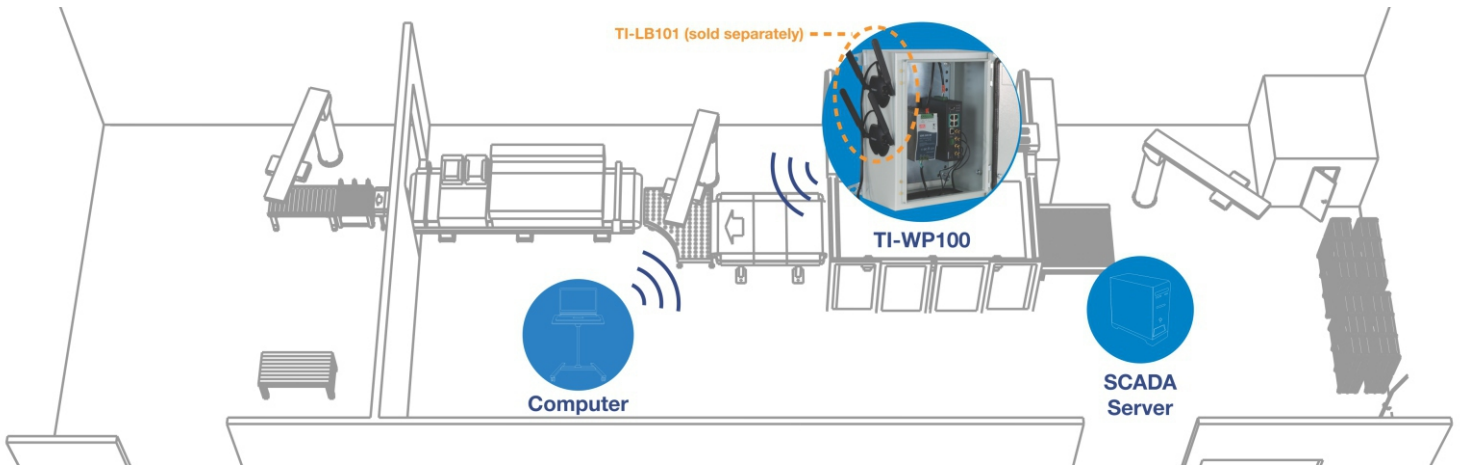 TI-LB101 (sold separately)
TI-WP100
Computer
SCADA
Server